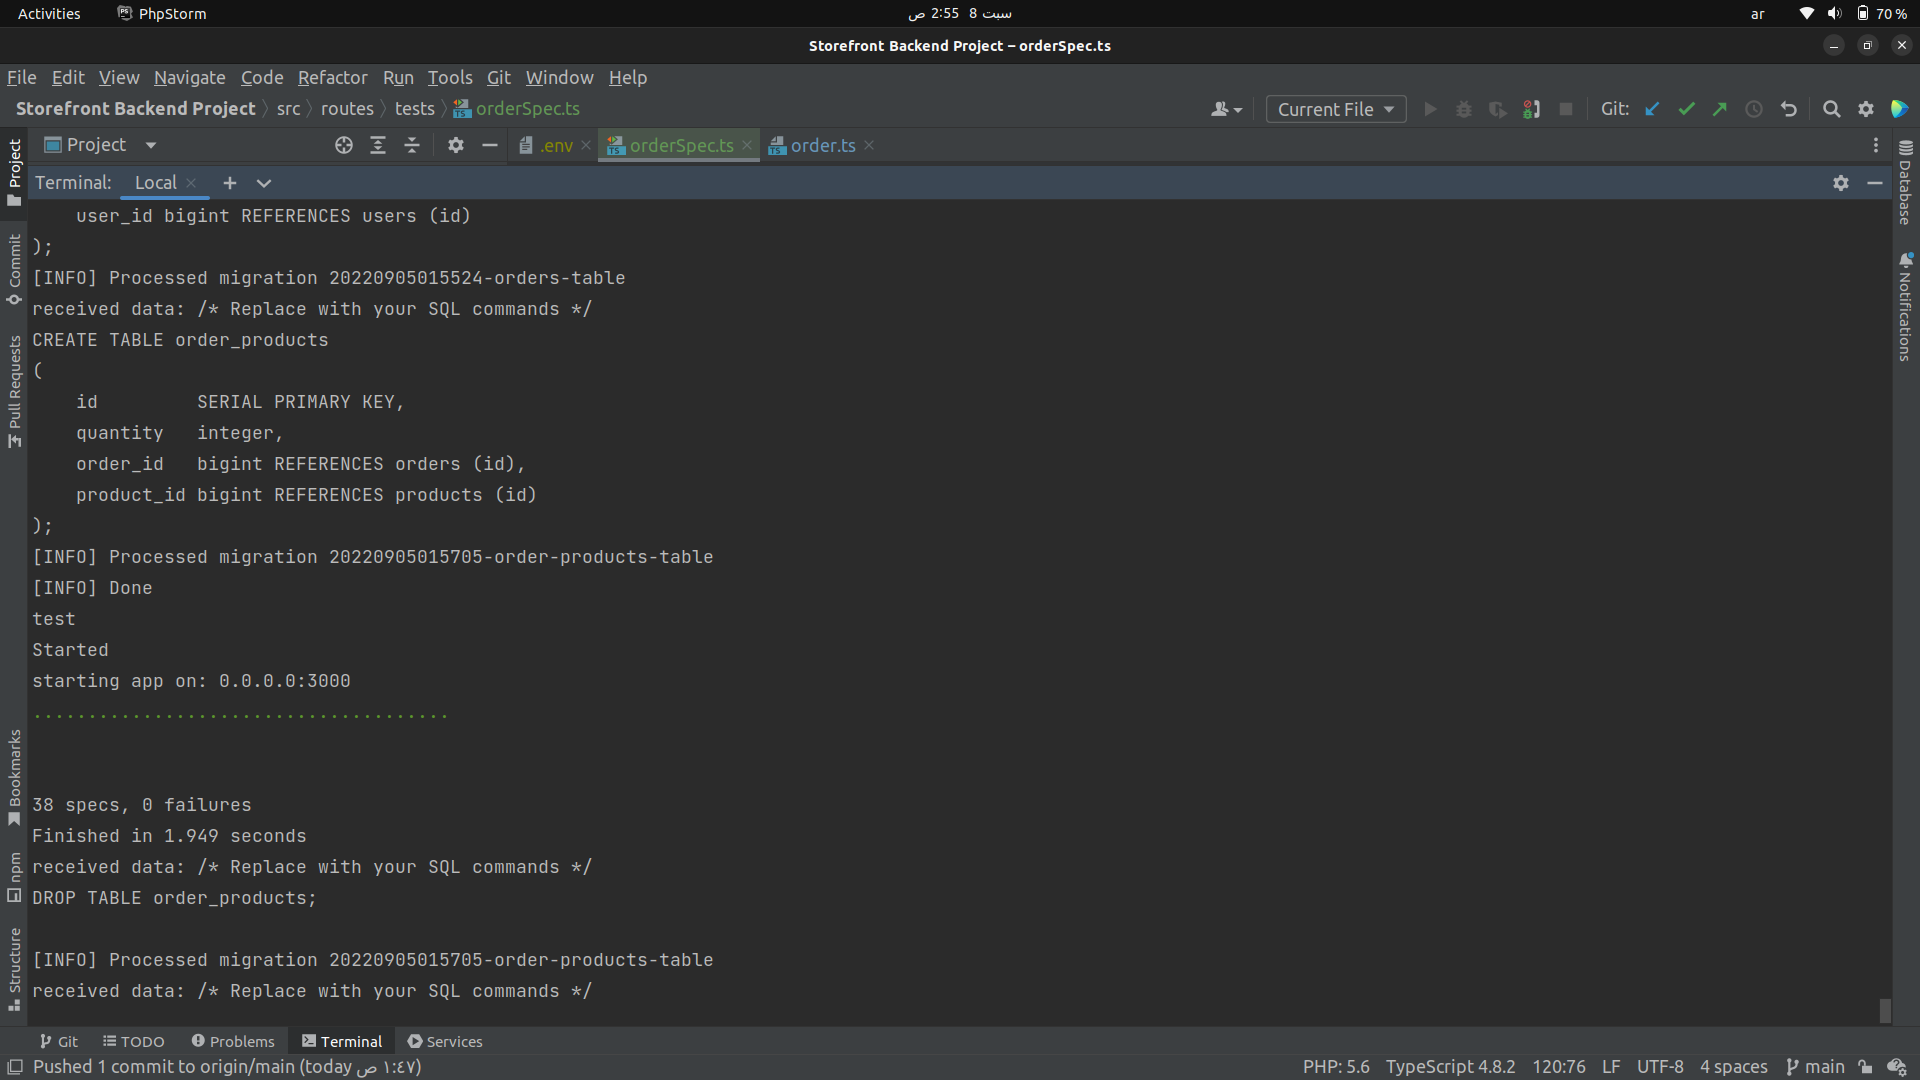 Activities PhpStorm سبت 8 2:55 ص ar 70 %
Storefront Backend Project – orderSpec.ts
File Edit View Navigate Code Refactor Run Tools Git Window Help
Storefront Backend Project src routes tests orderSpec.ts Current File Git:
Project .env orderSpec.ts order.ts
Terminal: Local
user_id bigint REFERENCES users (id)
);
[INFO] Processed migration 20220905015524-orders-table
received data: /* Replace with your SQL commands */
CREATE TABLE order_products
(
id SERIAL PRIMARY KEY,
quantity integer,
order_id bigint REFERENCES orders (id),
product_id bigint REFERENCES products (id)
);
[INFO] Processed migration 20220905015705-order-products-table
[INFO] Done
test
Started
starting app on: 0.0.0.0:3000
......................................
38 specs, 0 failures
Finished in 1.949 seconds
received data: /* Replace with your SQL commands */
DROP TABLE order_products;
[INFO] Processed migration 20220905015705-order-products-table
received data: /* Replace with your SQL commands */
Project
Commit
Pull Requests
Bookmarks
npm
Structure
Database
Notifications
Git TODO Problems Terminal Services
Pushed 1 commit to origin/main (today ١:٤٧ ص) PHP: 5.6 TypeScript 4.8.2 120:76 LF UTF-8 4 spaces main